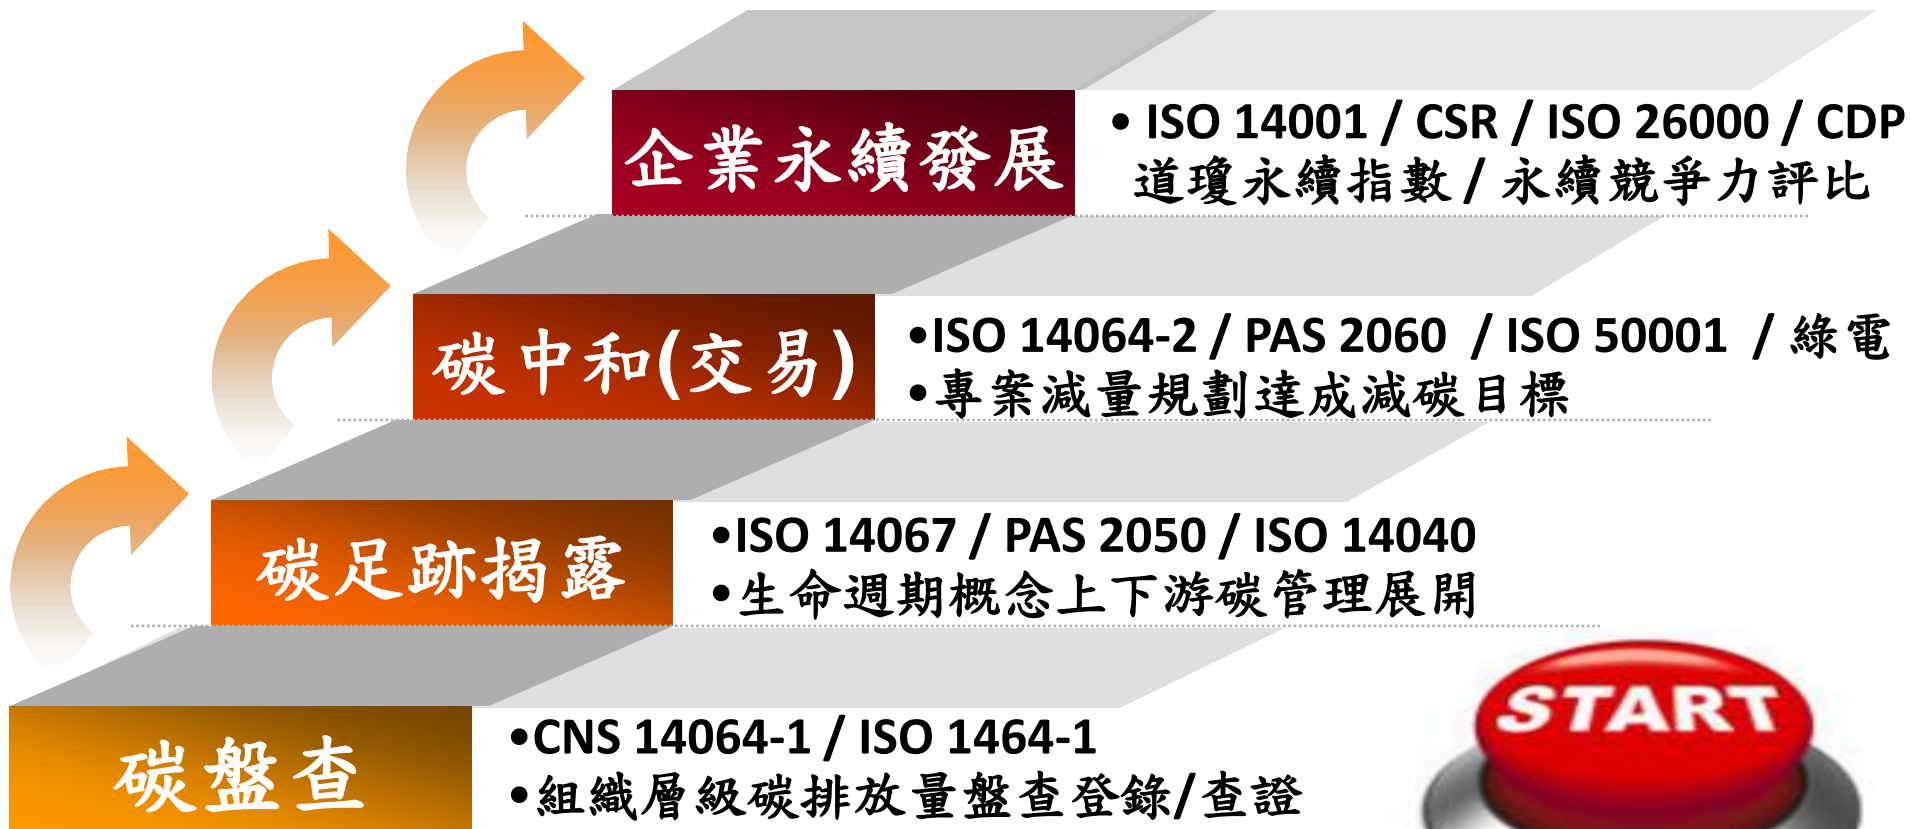 企業永續發展
• ISO 14001 / CSR / ISO 26000 / CDP
道瓊永續指數 / 永續競爭力評比
碳中和(交易)
•ISO 14064-2 / PAS 2060 / ISO 50001 / 綠電
•專案減量規劃達成減碳目標
碳足跡揭露
•ISO 14067 / PAS 2050 / ISO 14040
•生命週期概念上下游碳管理展開
碳盤查
•CNS 14064-1 / ISO 1464-1
•組織層級碳排放量盤查登錄/查證
START